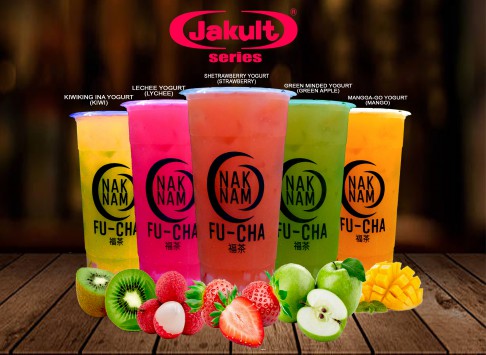 Jakult®
series
KIWIKING INA YOGURT
(KIWI)
LECHEE YOGURT
(LYCHEE)
SHETRAWBERRY YOGURT
(STRAWBERRY)
GREEN MINDED YOGURT
(GREEN APPLE)
MANGGA-GO YOGURT
(MANGO)
NAK
NAM
FU-CHA
NAK
NAM
FU-CHA
福茶
NAK
NAM
FU-CHA
福茶
NAK
NAM
FU-CHA
福茶
NAK
NAM
FU-CHA
福茶